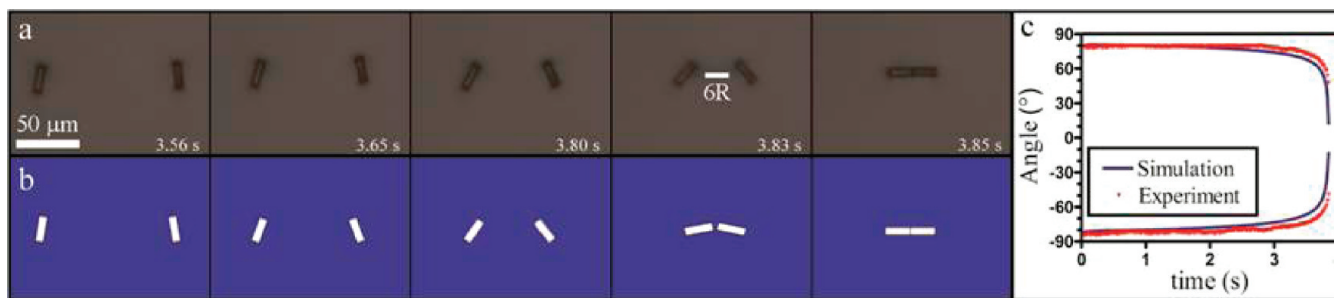 a
50 μm
3.56 s
3.65 s
3.80 s
6R
3.83 s
3.85 s
b
c
90
60
30
0
-30
-60
-90
Angle (°)
Simulation
Experiment
0
1
2
3
time (s)